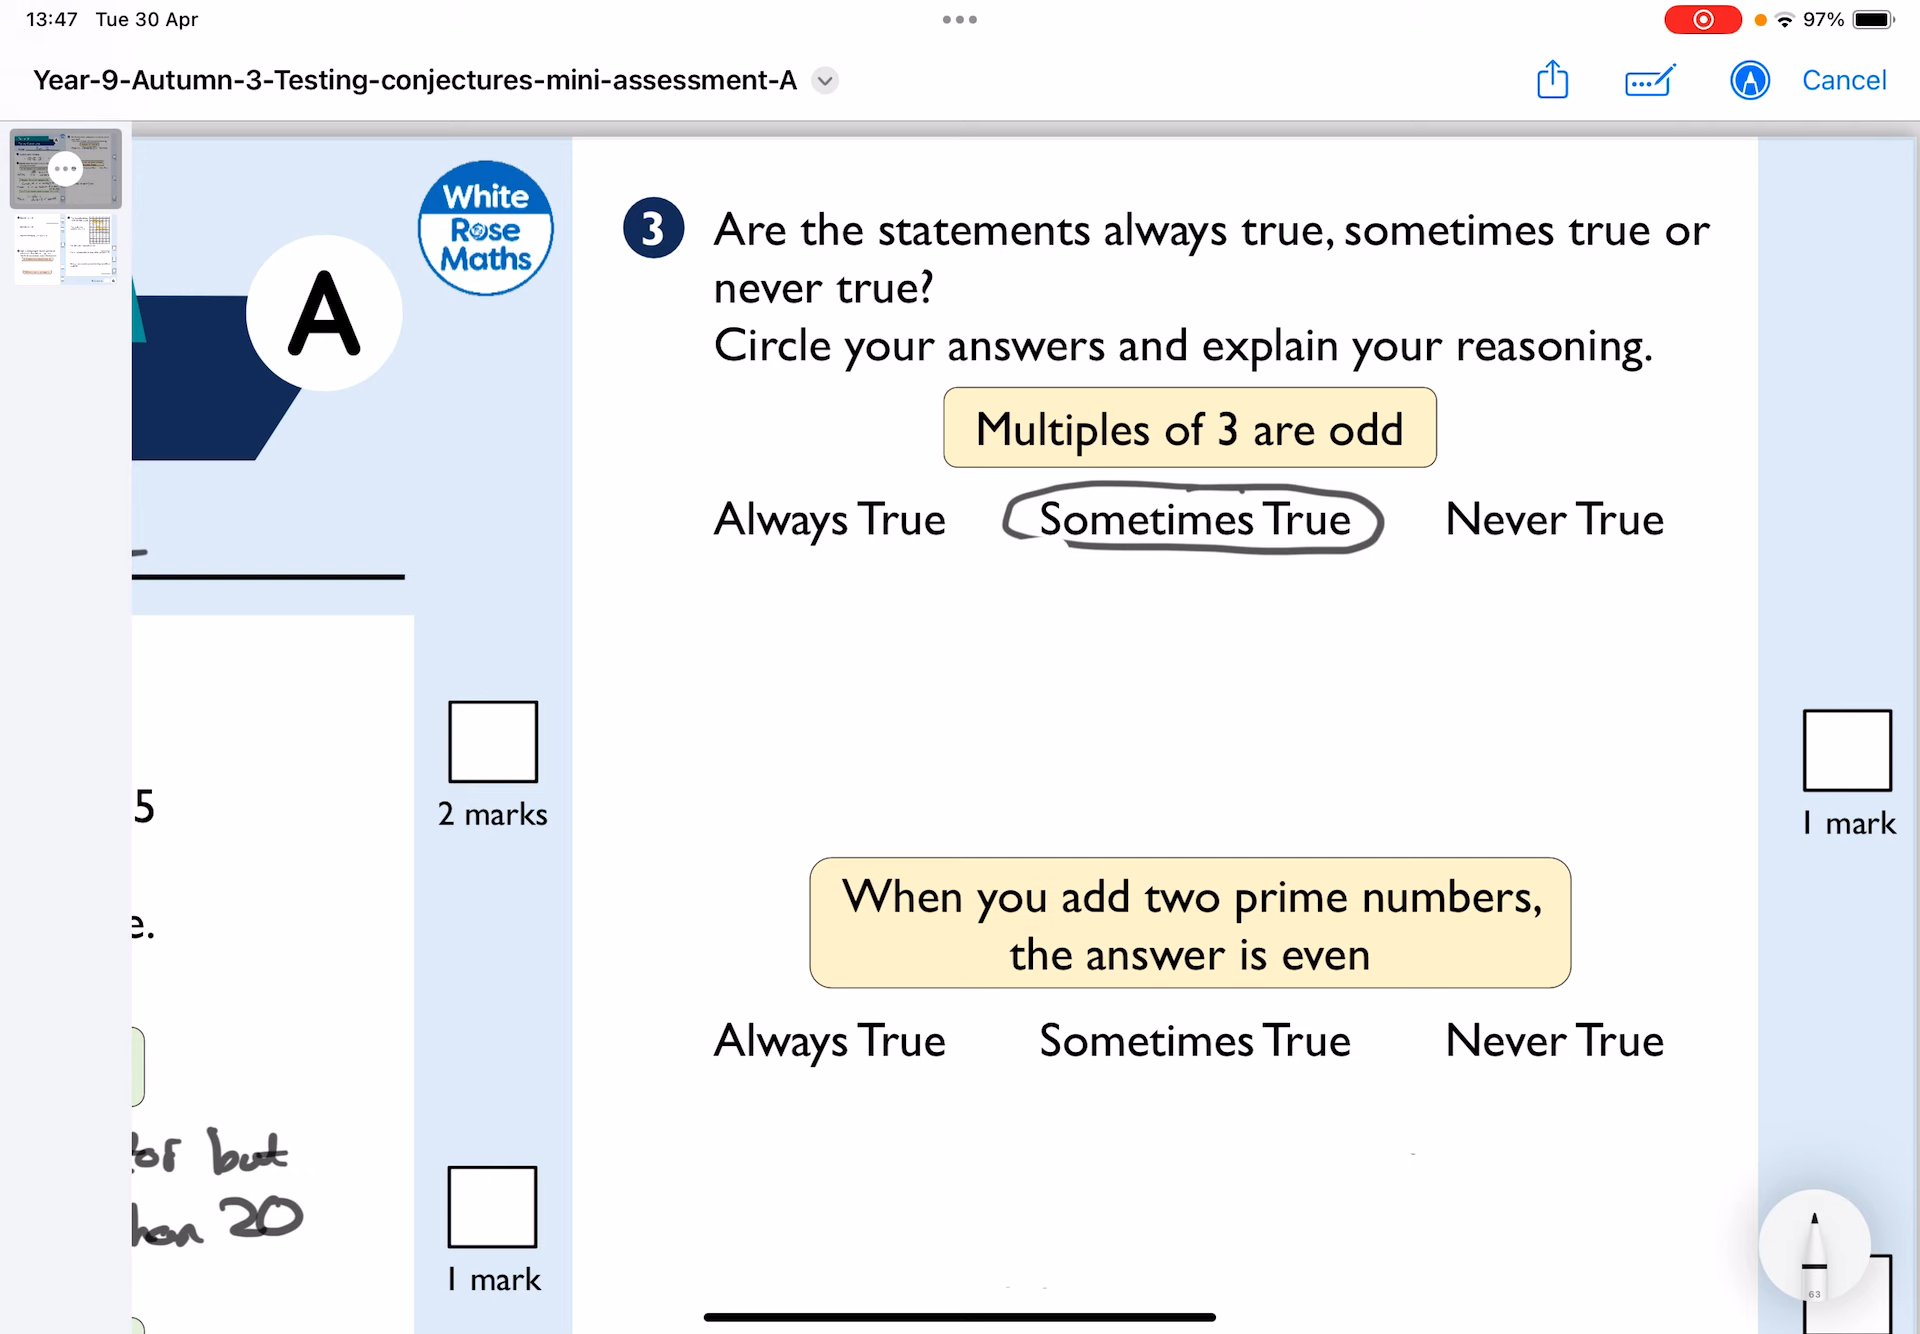 13:47 Tue 30 Apr
97%
Year-9-Autumn-3-Testing-conjectures-mini-assessment-A
Cancel
A
White
Rose
Maths
5
2 marks
e.
but
20
1 mark
3 Are the statements always true, sometimes true or
never true?
Circle your answers and explain your reasoning.
Multiples of 3 are odd
Always True Sometimes True Never True
1 mark
When you add two prime numbers,
the answer is even
Always True Sometimes True Never True
63